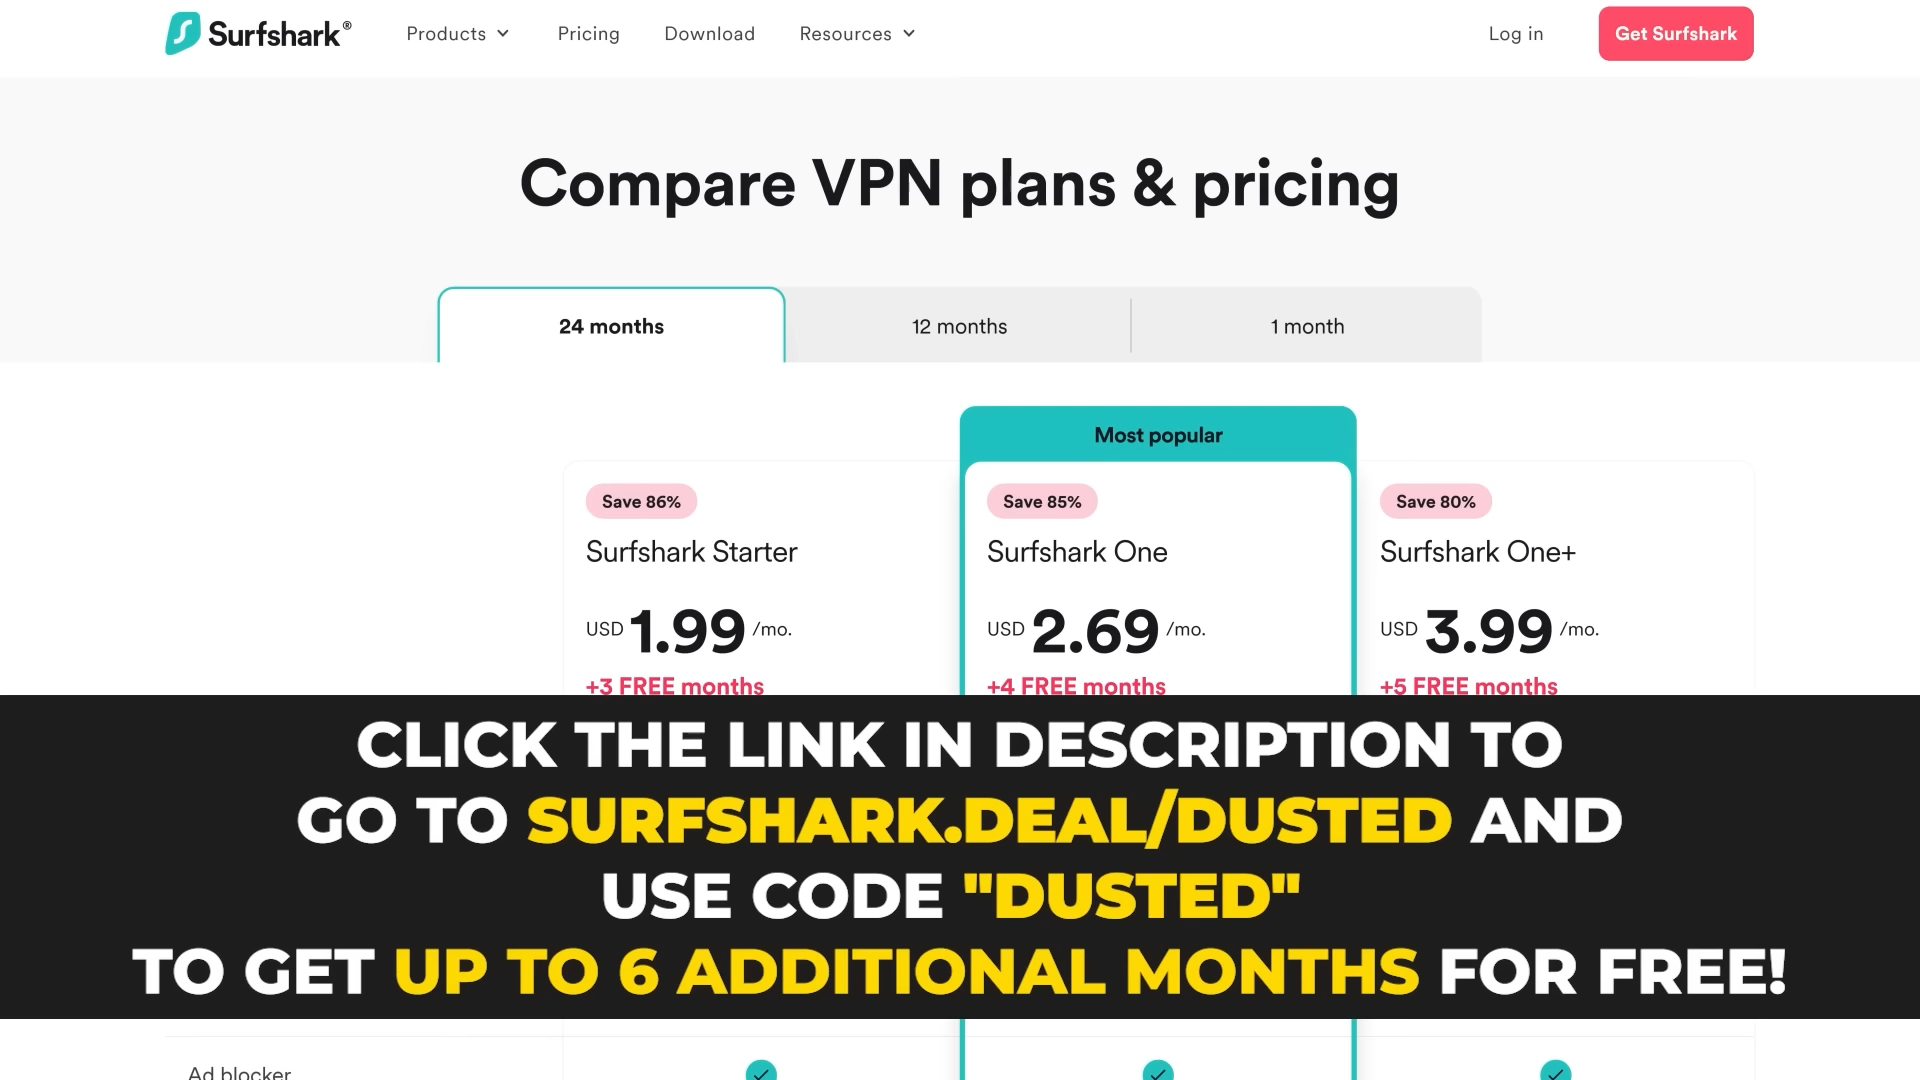 Surfshark®
Products
Pricing
Download
Resources
Log in
Get Surfshark
Compare VPN plans & pricing
24 months
12 months
1 month
Most popular
Save 86%
Surfshark Starter
USD 1.99 /mo.
+3 FREE months
Save 85%
Surfshark One
USD 2.69 /mo.
+4 FREE months
Save 80%
Surfshark One+
USD 3.99 /mo.
+5 FREE months
CLICK THE LINK IN DESCRIPTION TO
GO TO SURFSHARK.DEAL/DUSTED AND
USE CODE "DUSTED"
TO GET UP TO 6 ADDITIONAL MONTHS FOR FREE!
Ad blocker